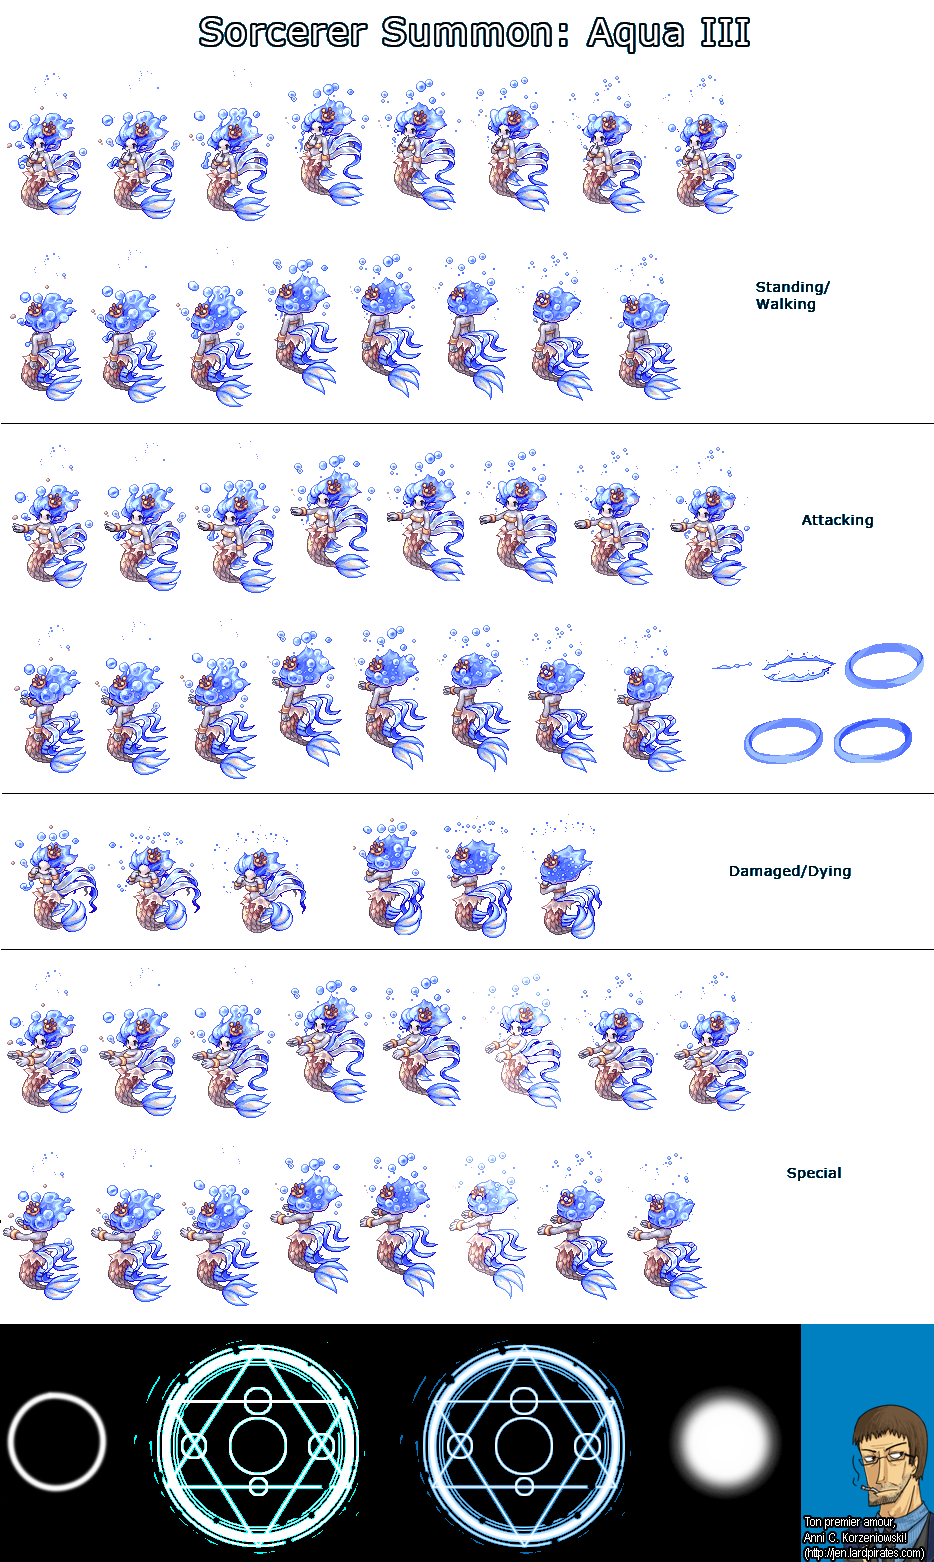 Sorcerer Summon: Aqua III
Standing/
Walking
Attacking
Damaged/Dying
Special
Ton premier amour,
Anni C. Korzeniowski!
(http://jen.lardpirates.com)